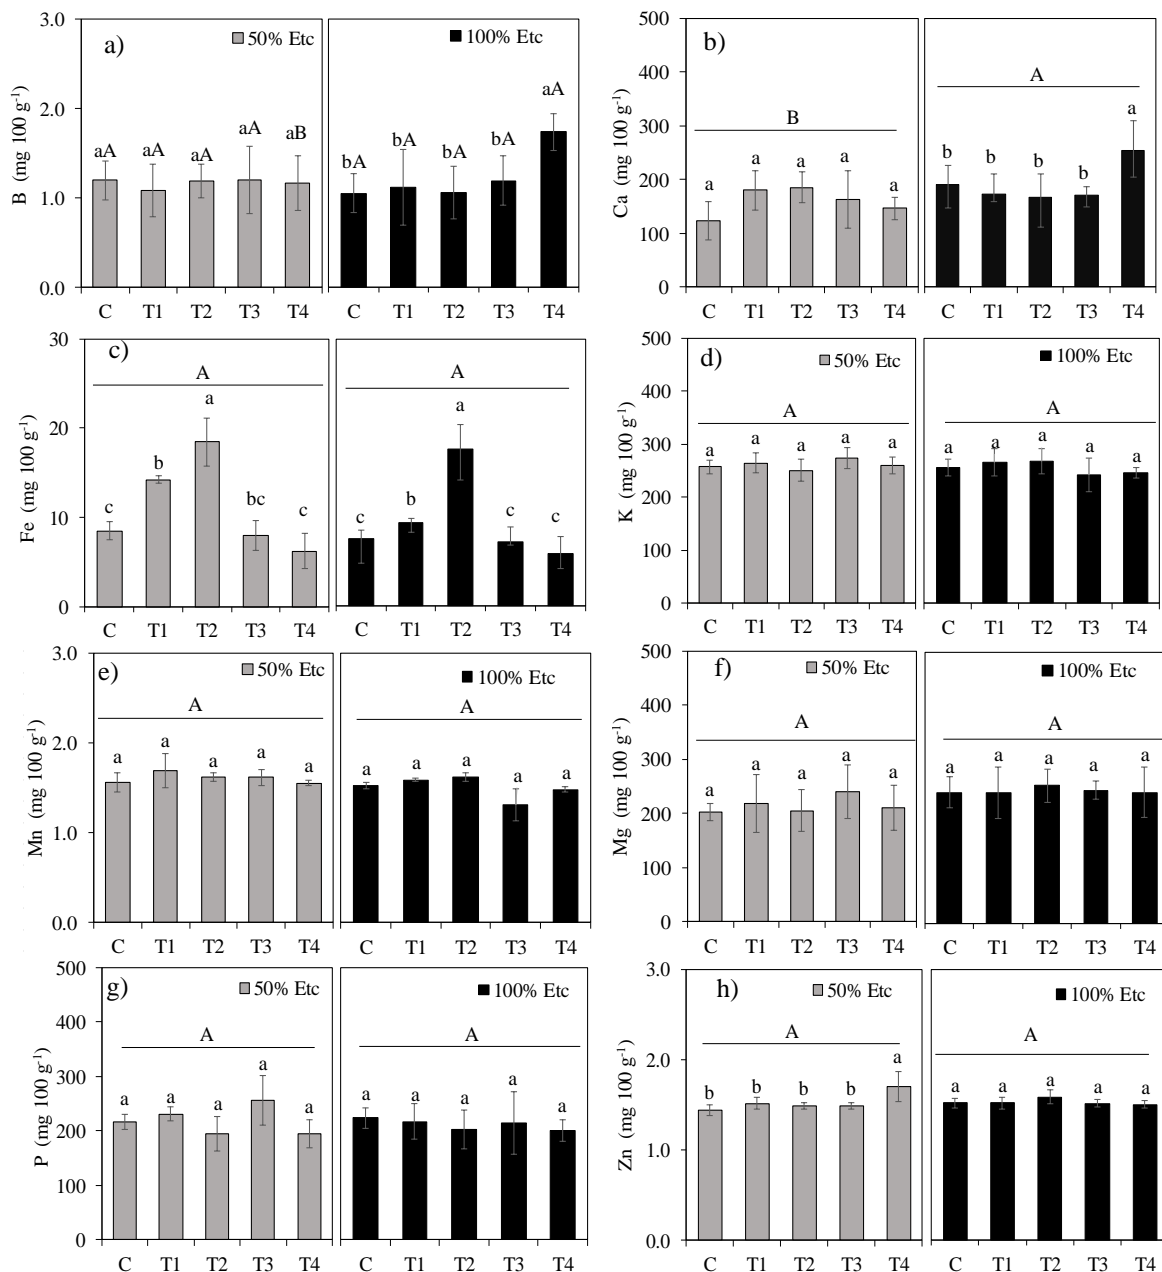 a)
50% Etc
100% Etc
B (mg 100 g⁻¹)
3.0
2.0
1.0
0.0
aA aA aA aA aB
bA bA bA bA aA
C T1 T2 T3 T4
C T1 T2 T3 T4
b)
Ca (mg 100 g⁻¹)
500
400
300
200
100
0
B
A
a a a a a
b b b b a
C T1 T2 T3 T4
C T1 T2 T3 T4
c)
Fe (mg 100 g⁻¹)
30
20
10
0
A
A
c b a bc c
c b a c c
C T1 T2 T3 T4
C T1 T2 T3 T4
d)
50% Etc
100% Etc
K (mg 100 g⁻¹)
500
400
300
200
100
0
A
A
a a a a a
a a a a a
C T1 T2 T3 T4
C T1 T2 T3 T4
e)
50% Etc
100% Etc
Mn (mg 100 g⁻¹)
3.0
2.0
1.0
0.0
A
A
a a a a a
a a a a a
C T1 T2 T3 T4
C T1 T2 T3 T4
f)
50% Etc
100% Etc
Mg (mg 100 g⁻¹)
500
400
300
200
100
0
A
A
a a a a a
a a a a a
C T1 T2 T3 T4
C T1 T2 T3 T4
g)
50% Etc
100% Etc
P (mg 100 g⁻¹)
500
400
300
200
100
0
A
A
a a a a a
a a a a a
C T1 T2 T3 T4
C T1 T2 T3 T4
h)
50% Etc
100% Etc
Zn (mg 100 g⁻¹)
3.0
2.0
1.0
0.0
A
A
b b b b a
a a a a a
C T1 T2 T3 T4
C T1 T2 T3 T4